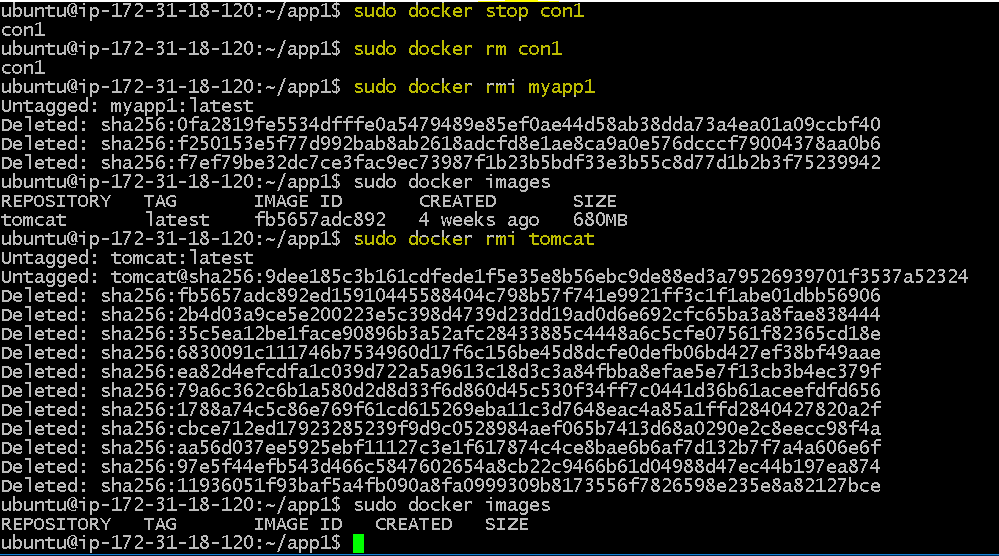 ubuntu@ip-172-31-18-120:~/app1$ sudo docker stop con1
con1
ubuntu@ip-172-31-18-120:~/app1$ sudo docker rm con1
con1
ubuntu@ip-172-31-18-120:~/app1$ sudo docker rmi myapp1
Untagged: myapp1:latest
Deleted: sha256:0fa2819fe5534dfffe0a5479489e85ef0ae44d58ab38dda73a4ea01a09ccbf40
Deleted: sha256:f250153e5f77d992bab8ab2618adcfd8e1ae8ca9a0e576dcccf79004378aa0b6
Deleted: sha256:f7ef79be32dc7ce3fac9ec73987f1b23b5bdf33e3b55c8d77d1b2b3f75239942
ubuntu@ip-172-31-18-120:~/app1$ sudo docker images
REPOSITORY TAG IMAGE ID CREATED SIZE
tomcat latest fb5657adc892 4 weeks ago 680MB
ubuntu@ip-172-31-18-120:~/app1$ sudo docker rmi tomcat
Untagged: tomcat:latest
Untagged: tomcat@sha256:9dee185c3b161cdfede1f5e35e8b56ebc9de88ed3a79526939701f3537a52324
Deleted: sha256:fb5657adc892ed15910445588404c798b57f741e9921ff3c1f1abe01dbb56906
Deleted: sha256:2b4d03a9ce5e200223e5c398d4739d23dd19ad0d6e692cfc65ba3a8fae838444
Deleted: sha256:35c5ea12be1face90896b3a52afc28433885c4448a6c5cfe07561f82365cd18e
Deleted: sha256:6830091c111746b7534960d17f6c156be45d8dcfe0defb06bd427ef38bf49aae
Deleted: sha256:ea82d4efcdfa1c039d722a5a9613c18d3c3a84fbba8efae5e7f13cb3b4ec379f
Deleted: sha256:79a6c362c6b1a580d2d8d33f6d860d45c530f34ff7c0441d36b61aceefdfd656
Deleted: sha256:1788a74c5c86e769f61cd615269eba11c3d7648eac4a85a1ffd2840427820a2f
Deleted: sha256:cbce712ed17923285239f9d9c0528984aef065b7413d68a0290e2c8eecc98f4a
Deleted: sha256:aa56d037ee5925ebf11127c3e1f617874c4ce8bae6b6af7d132b7f7a4a606e6f
Deleted: sha256:97e5f44efb543d466c5847602654a8cb22c9466b61d04988d47ec44b197ea874
Deleted: sha256:11936051f93baf5a4fb090a8fa0999309b8173556f7826598e235e8a82127bce
ubuntu@ip-172-31-18-120:~/app1$ sudo docker images
REPOSITORY TAG IMAGE ID CREATED SIZE
ubuntu@ip-172-31-18-120:~/app1$